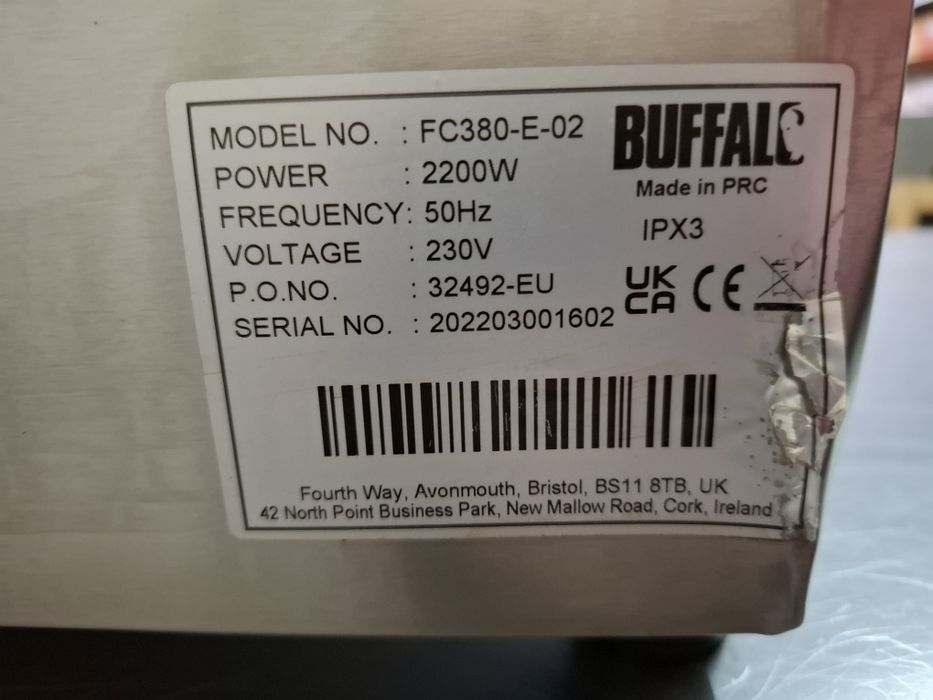 MODEL NO. : FC380-E-02
POWER : 2200W
FREQUENCY: 50Hz
VOLTAGE : 230V
P.O.NO. : 32492-EU
SERIAL NO. : 202203001602
BUFFALO
Made in PRC
IPX3
UK
CA CE
Fourth Way, Avonmouth, Bristol, BS11 8TB, UK
42 North Point Business Park, New Mallow Road, Cork, Ireland